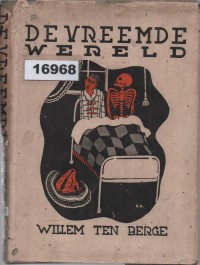 DE VREEMDE
WERELD
16968
WILLEM TEN BERGE